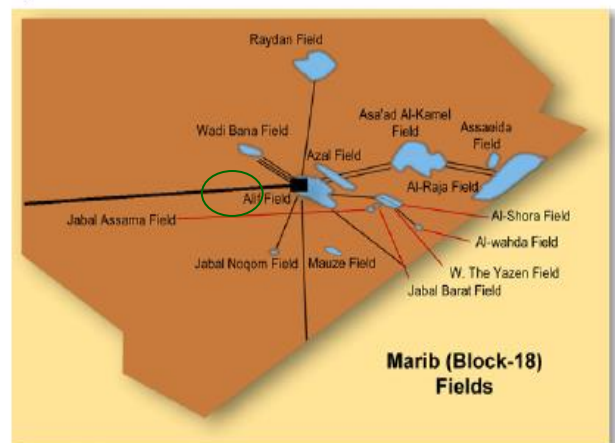 Raydan Field
Asa'ad Al-Kamel
Field
Assaeida
Field
Wadi Bana Field
Azal Field
Alif Field
Al-Raja Field
Jabal Assama Field
Al-Shora Field
Al-wahda Field
Jabal Noqom Field
Mauze Field
W. The Yazen Field
Jabal Barat Field
Marib (Block-18)
Fields